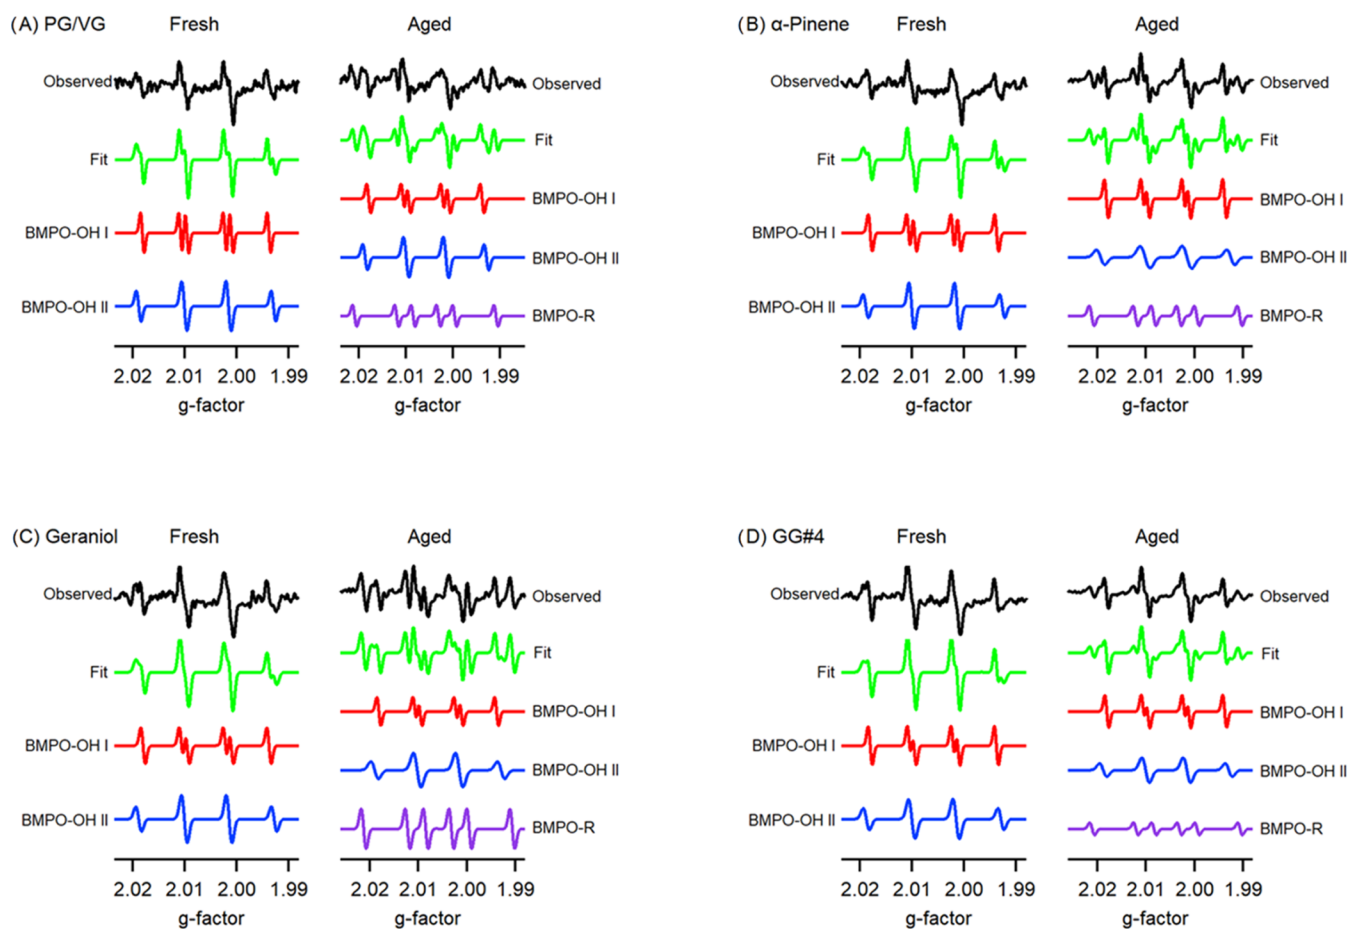 (A) PG/VG Fresh Aged
Observed Observed
Fit Fit
BMPO-OH I BMPO-OH I
BMPO-OH II BMPO-OH II
BMPO-R
2.02 2.01 2.00 1.99 2.02 2.01 2.00 1.99
g-factor g-factor
(B) α-Pinene Fresh Aged
Observed Observed
Fit Fit
BMPO-OH I BMPO-OH I
BMPO-OH II BMPO-OH II
BMPO-R
2.02 2.01 2.00 1.99 2.02 2.01 2.00 1.99
g-factor g-factor
(C) Geraniol Fresh Aged
Observed Observed
Fit Fit
BMPO-OH I BMPO-OH I
BMPO-OH II BMPO-OH II
BMPO-R
2.02 2.01 2.00 1.99 2.02 2.01 2.00 1.99
g-factor g-factor
(D) GG#4 Fresh Aged
Observed Observed
Fit Fit
BMPO-OH I BMPO-OH I
BMPO-OH II BMPO-OH II
BMPO-R
2.02 2.01 2.00 1.99 2.02 2.01 2.00 1.99
g-factor g-factor